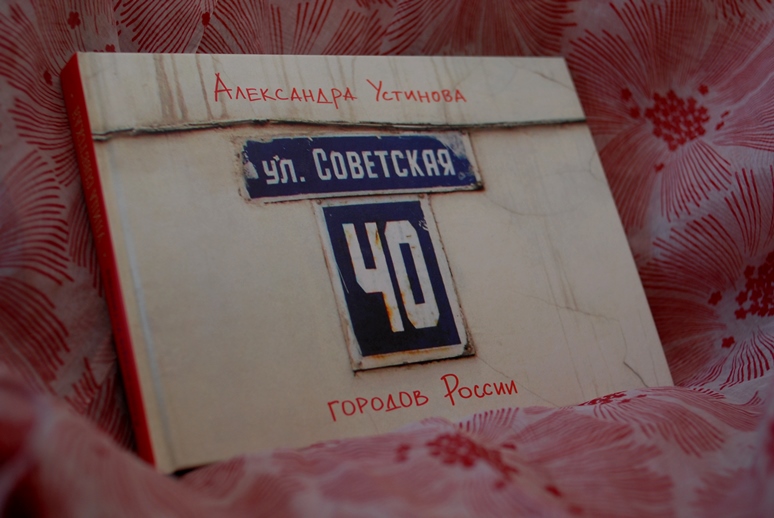 Александра Устинова
ул. Советская
40
городов России